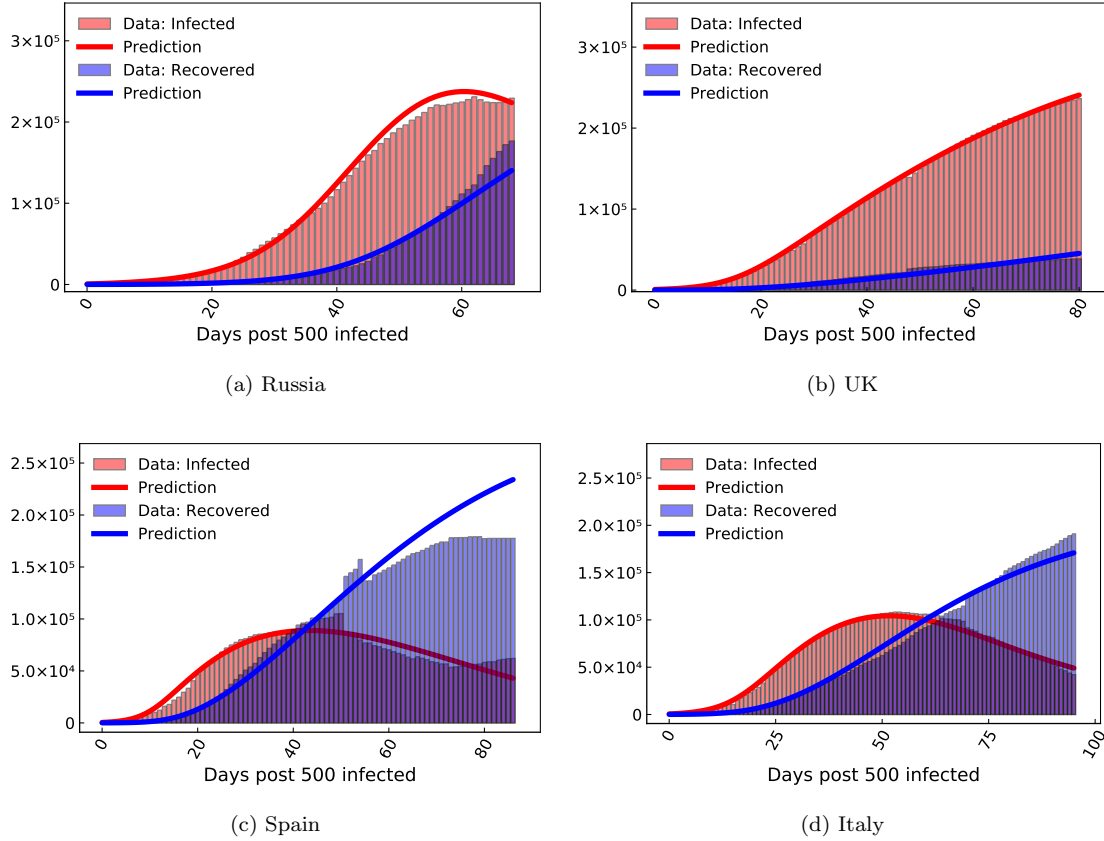 Data: Infected
Prediction
Data: Recovered
Prediction
3×10⁵
2×10⁵
1×10⁵
0
0
20
40
60
Days post 500 infected
(a) Russia
Data: Infected
Prediction
Data: Recovered
Prediction
3×10⁵
2×10⁵
1×10⁵
0
0
20
40
60
80
Days post 500 infected
(b) UK
Data: Infected
Prediction
Data: Recovered
Prediction
2.5×10⁵
2.0×10⁵
1.5×10⁵
1.0×10⁵
5.0×10⁴
0
0
20
40
60
80
Days post 500 infected
(c) Spain
Data: Infected
Prediction
Data: Recovered
Prediction
2.5×10⁵
2.0×10⁵
1.5×10⁵
1.0×10⁵
5.0×10⁴
0
0
25
50
75
100
Days post 500 infected
(d) Italy